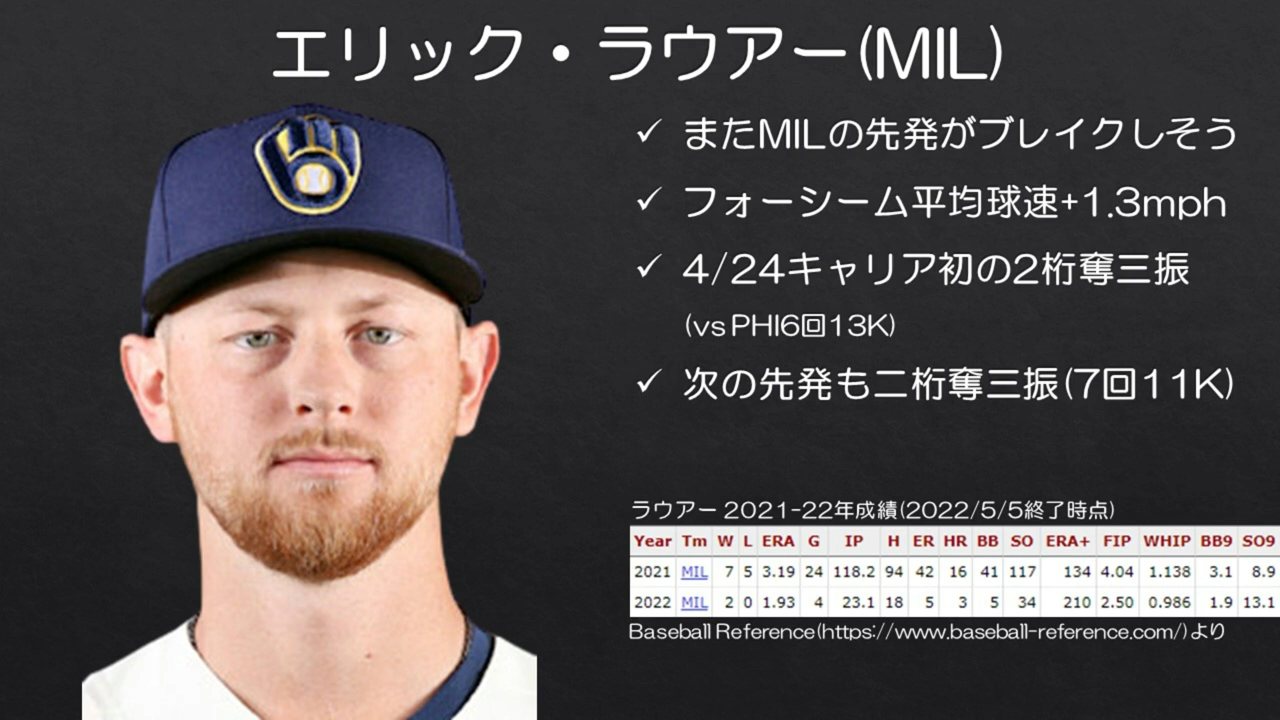 エリック・ラウアー(MIL)
✓ またMILの先発がブレイクしそう
✓ フォーシーム平均球速+1.3mph
✓ 4/24キャリア初の2桁奪三振
(vs PHI6回13K)
✓ 次の先発も二桁奪三振(7回11K)
ラウアー 2021-22年成績(2022/5/5終了時点)
Year Tm W L ERA G IP H ER HR BB SO ERA+ FIP WHIP BB9 SO9
2021 MIL 7 5 3.19 24 118.2 94 42 16 41 117 134 4.04 1.138 3.1 8.9
2022 MIL 2 0 1.93 4 23.1 18 5 3 5 34 210 2.50 0.986 1.9 13.1
Baseball Reference(https://www.baseball-reference.com/)より